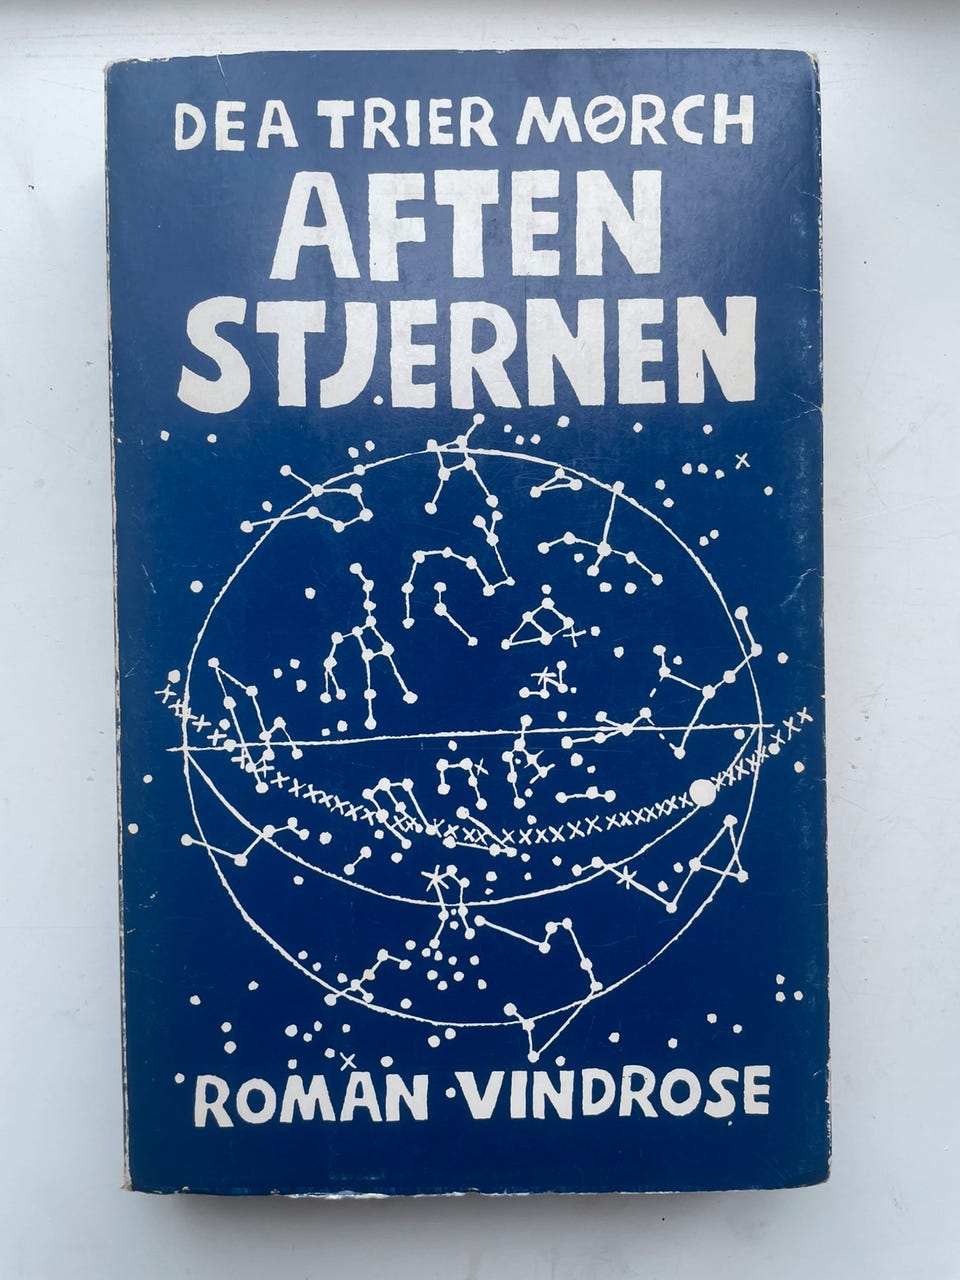 DEA TRIER MØRCH
AFTEN
STJERNEN
ROMAN · VINDROSE